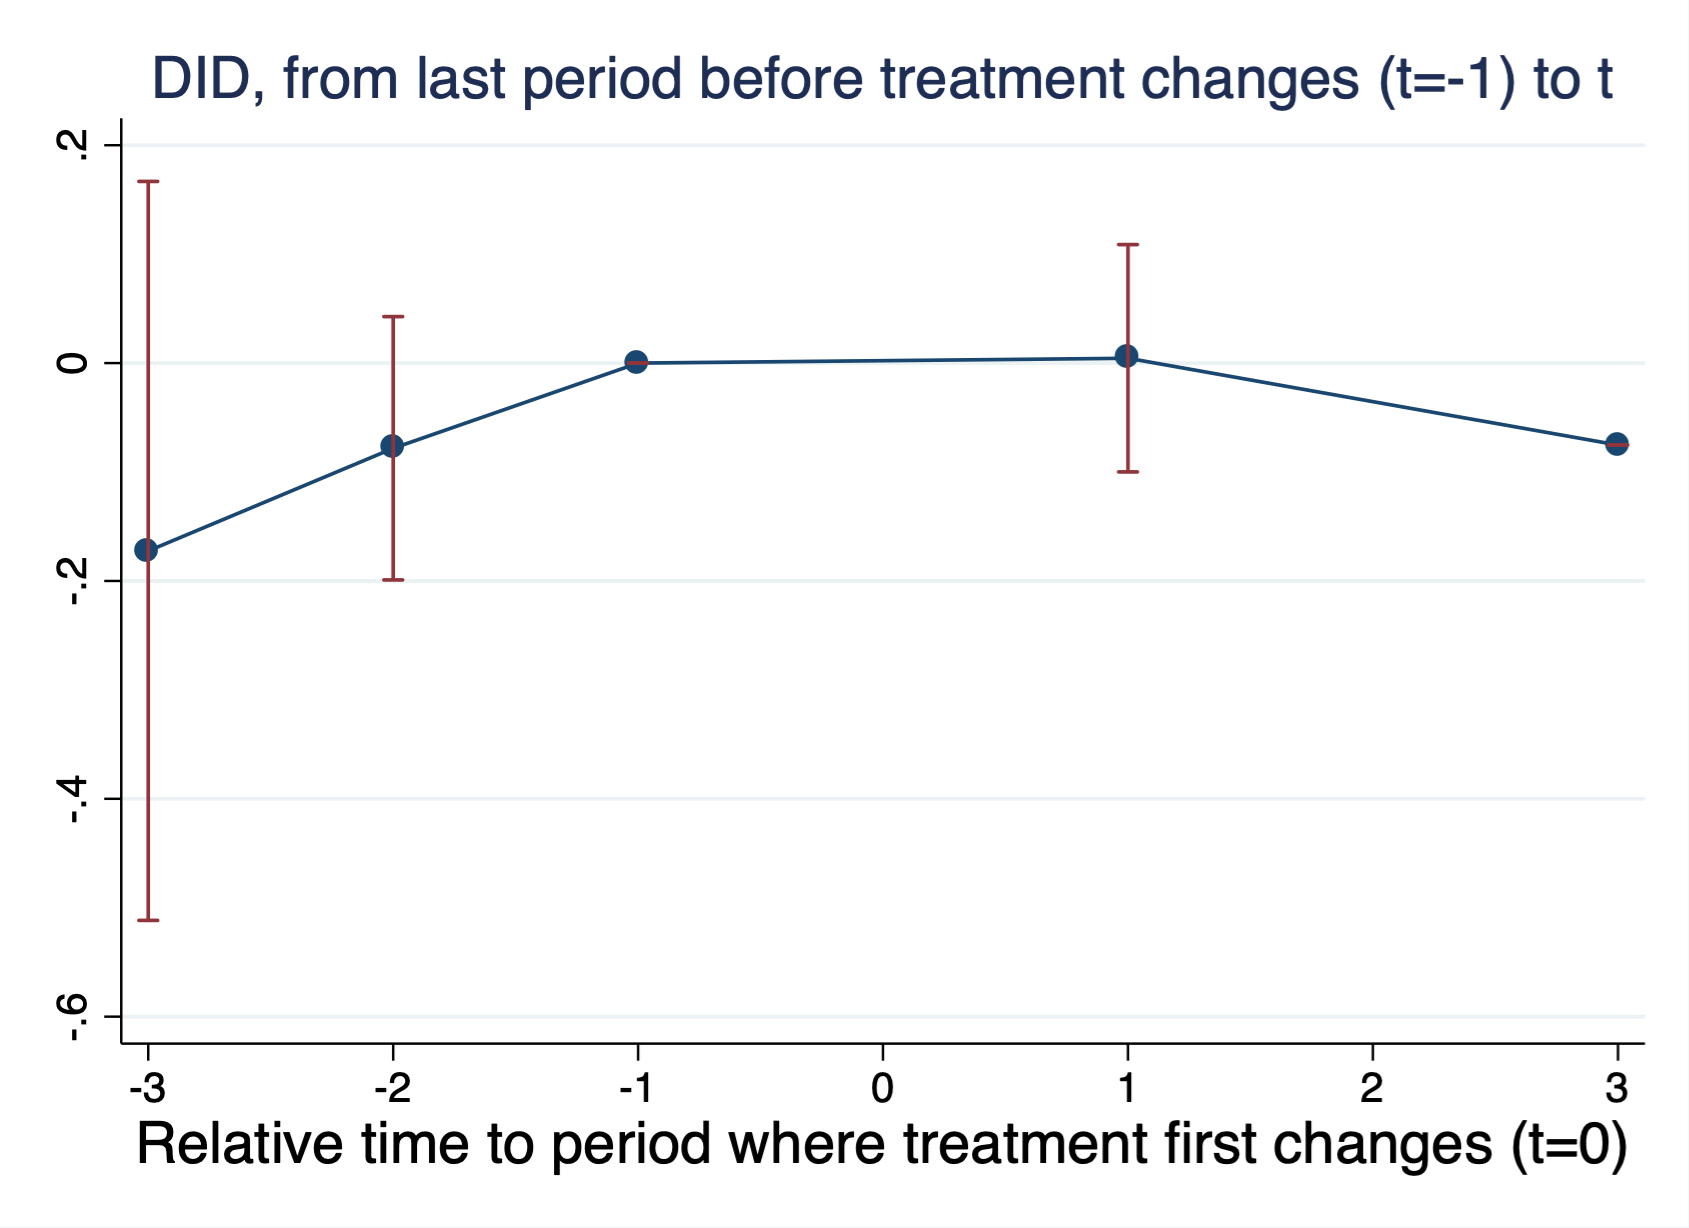 DID, from last period before treatment changes (t=-1) to t
.2
0
-.2
-.4
-.6
-3 -2 -1 0 1 2 3
Relative time to period where treatment first changes (t=0)